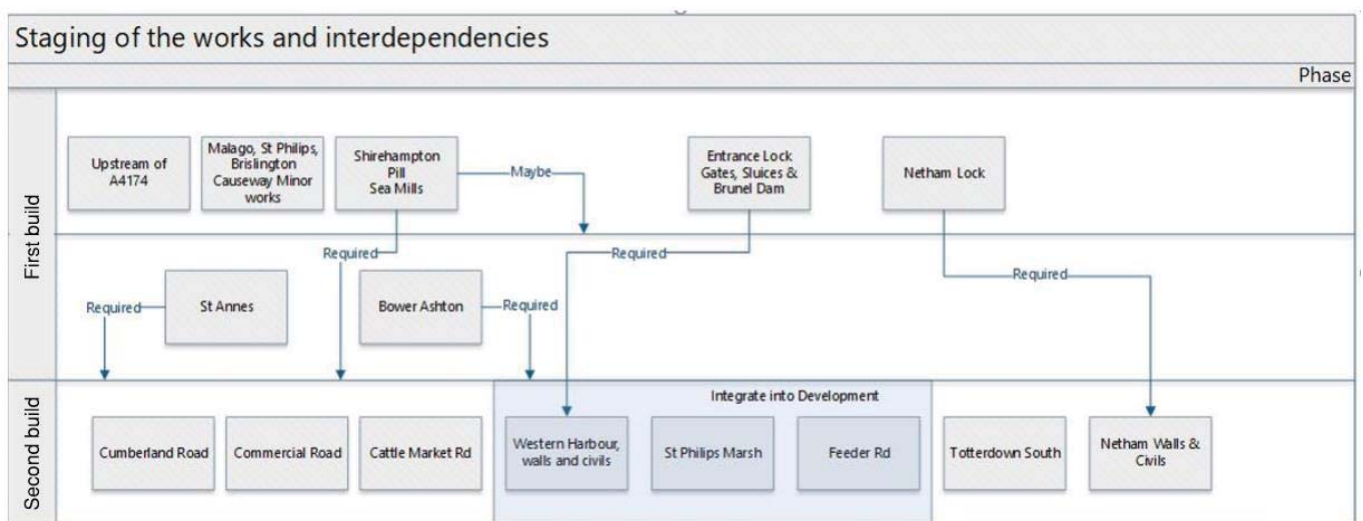 Staging of the works and interdependencies
Phase
First build
Upstream of
A4174
Malago, St Philips,
Brislington
Causeway Minor
works
Shirehampton
Pill
Sea Mills
Maybe
Entrance Lock
Gates, Sluices &
Brunel Dam
Netham Lock
Required
Required
Required
Required
St Annes
Bower Ashton
Required
Second build
Integrate into Development
Cumberland Road
Commercial Road
Cattle Market Rd
Western Harbour,
walls and civils
St Philips Marsh
Feeder Rd
Totterdown South
Netham Walls &
Civils